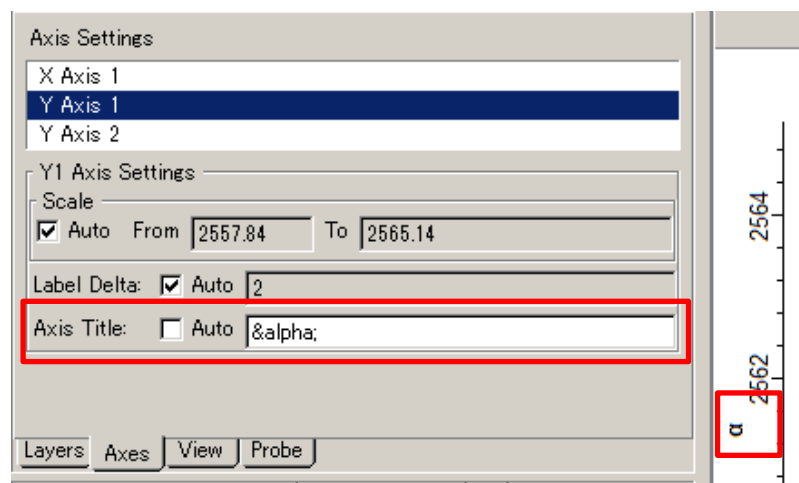 Axis Settings
X Axis 1
Y Axis 1
Y Axis 2
Y1 Axis Settings
Scale
Auto From 2557.84 To 2565.14
Label Delta: Auto 2
Axis Title: Auto &alpha;
Layers Axes View Probe
2564
2562
α